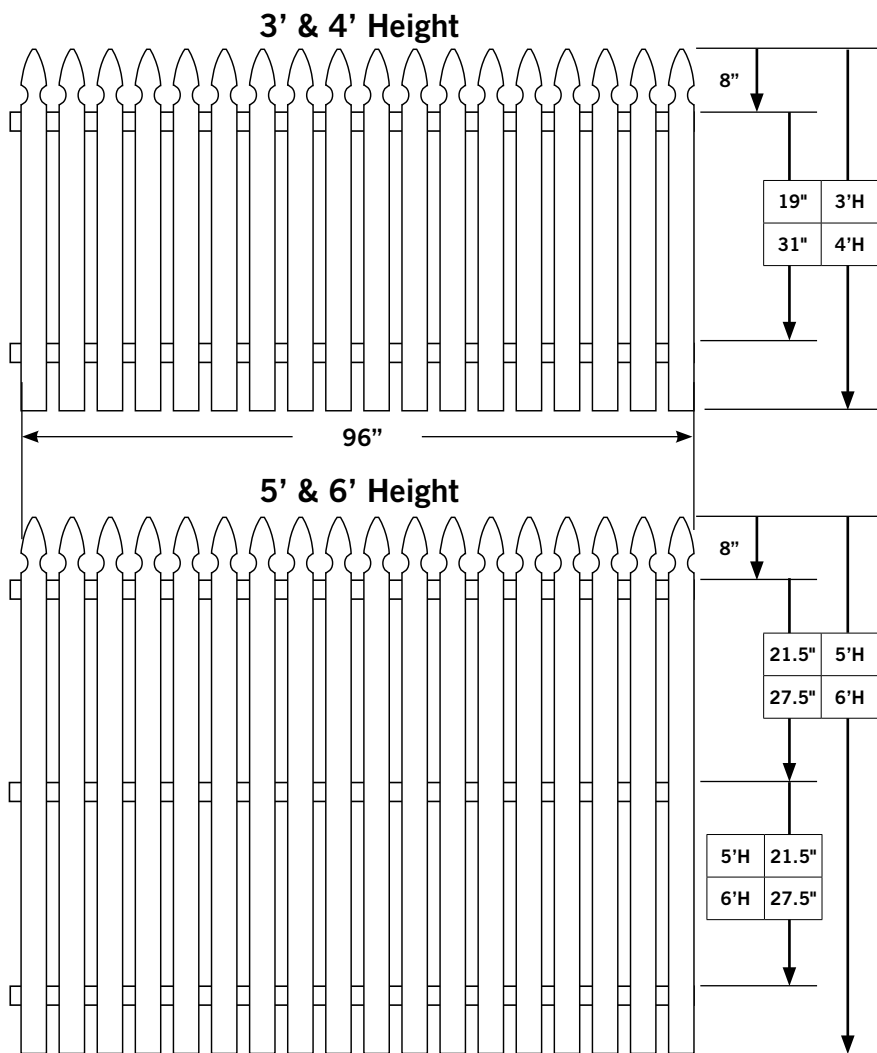 3’ & 4’ Height
8”
19" 3’H
31" 4’H
96”
5’ & 6’ Height
8”
21.5" 5’H
27.5" 6’H
5’H 21.5"
6’H 27.5"